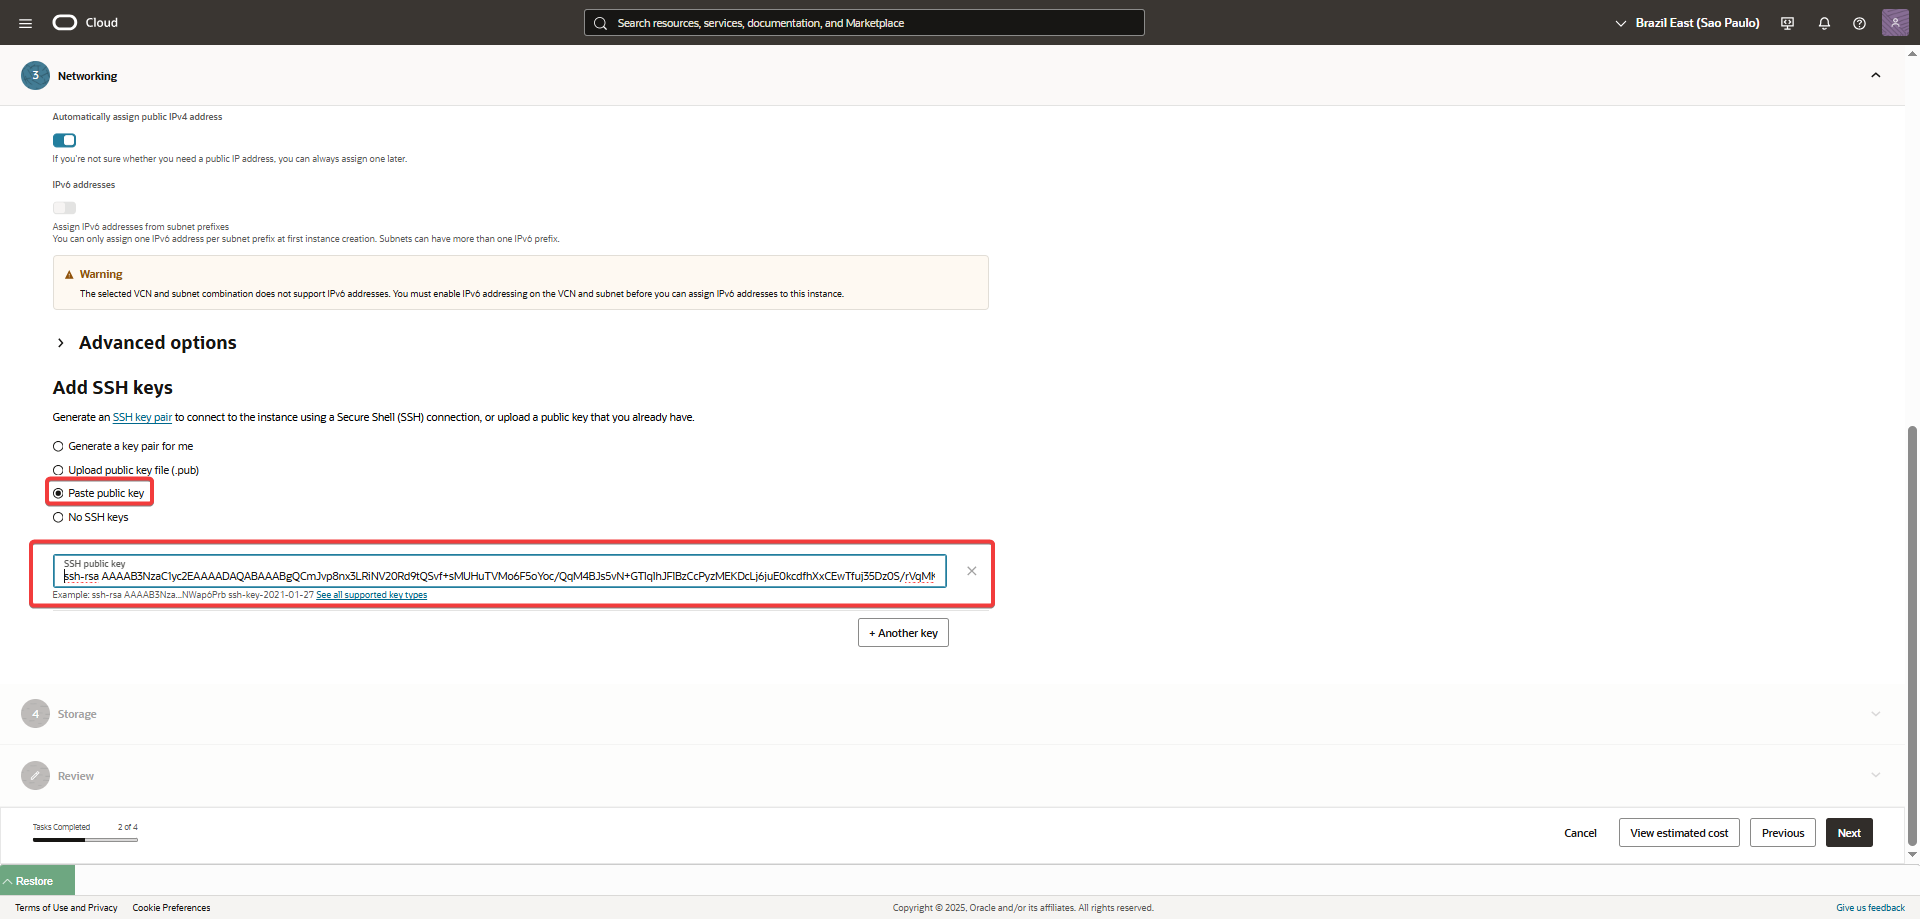 Cloud
Search resources, services, documentation, and Marketplace
Brazil East (Sao Paulo)
3
Networking
Automatically assign public IPv4 address
If you're not sure whether you need a public IP address, you can always assign one later.
IPv6 addresses
Assign IPv6 addresses from subnet prefixes
You can only assign one IPv6 address per subnet prefix at first instance creation. Subnets can have more than one IPv6 prefix.
Warning
The selected VCN and subnet combination does not support IPv6 addresses. You must enable IPv6 addressing on the VCN and subnet before you can assign IPv6 addresses to this instance.
Advanced options
Add SSH keys
Generate an SSH key pair to connect to the instance using a Secure Shell (SSH) connection, or upload a public key that you already have.
Generate a key pair for me
Upload public key file (.pub)
Paste public key
No SSH keys
SSH public key
ssh-rsa
Example: ssh-rsa AAAAB3Nza...NWap6Prb ssh-key-2021-01-27 See all supported key types
+ Another key
4
Storage
Review
Tasks Completed 2 of 4
Cancel
View estimated cost
Previous
Next
Restore
Terms of Use and Privacy
Cookie Preferences
Copyright © 2025, Oracle and/or its affiliates. All rights reserved.
Give us feedback